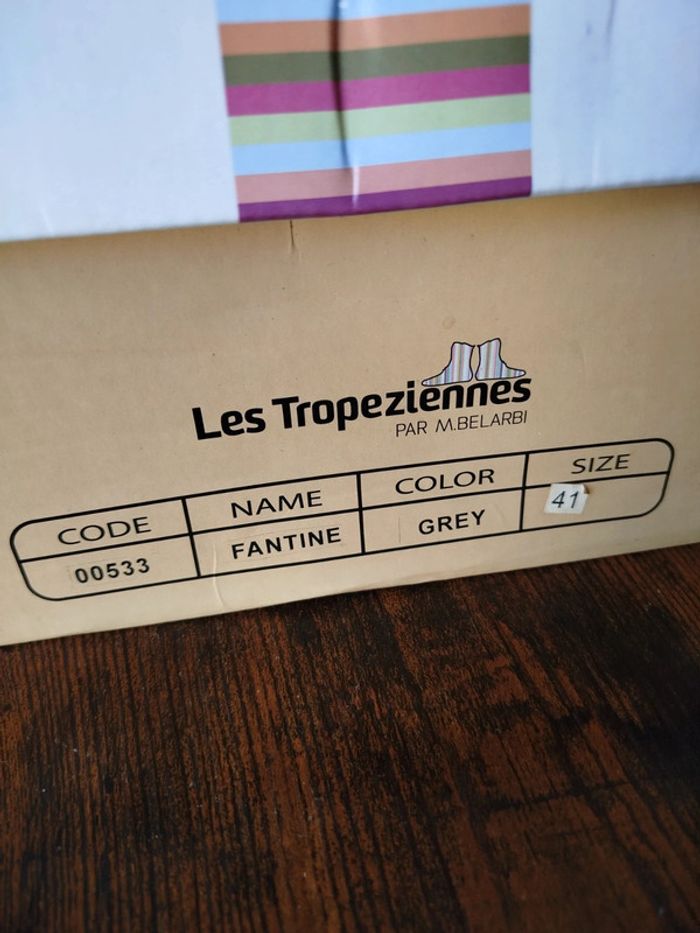 Les Tropeziennes
PAR M.BELARBI
CODE NAME COLOR SIZE
00533 FANTINE GREY 41